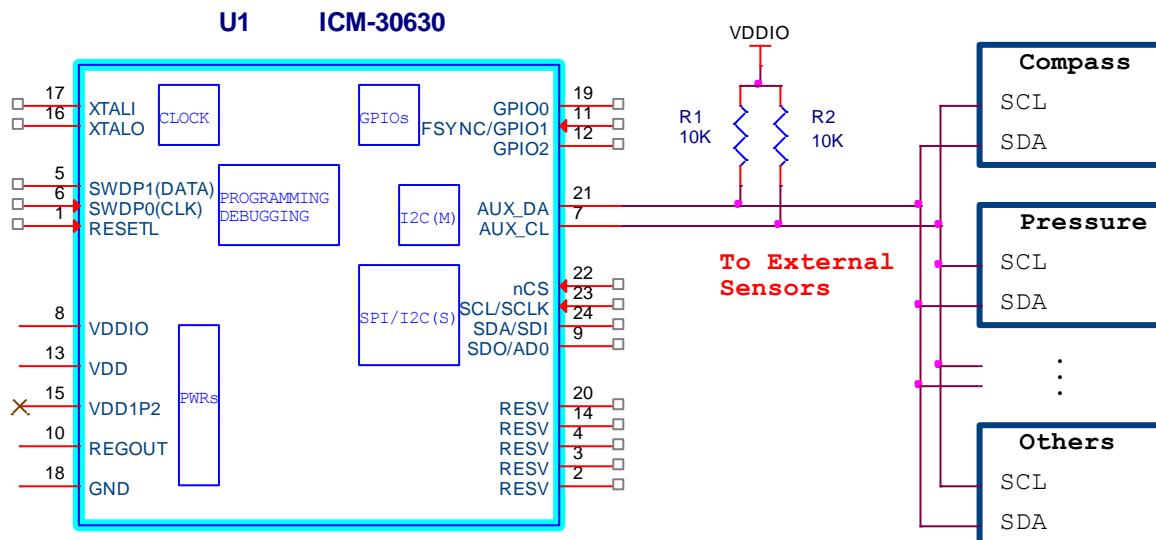 U1 ICM-30630
17 XTALI
16 XTALO
CLOCK
5 SWDP1(DATA)
6 SWDP0(CLK)
1 RESETL
PROGRAMMING
DEBUGGING
8 VDDIO
13 VDD
15 VDD1P2
10 REGOUT
18 GND
PWRs
GPIOs
I2C(M)
SPI/I2C(S)
GPIO0 19
FSYNC/GPIO1 11
GPIO2 12
AUX_DA 21
AUX_CL 7
nCS 22
SCL/SCLK 23
SDA/SDI 24
SDO/AD0 9
RESV 20
RESV 14
RESV 4
RESV 3
RESV 2
VDDIO
R1
10K
R2
10K
To External
Sensors
Compass
SCL
SDA
Pressure
SCL
SDA
Others
SCL
SDA